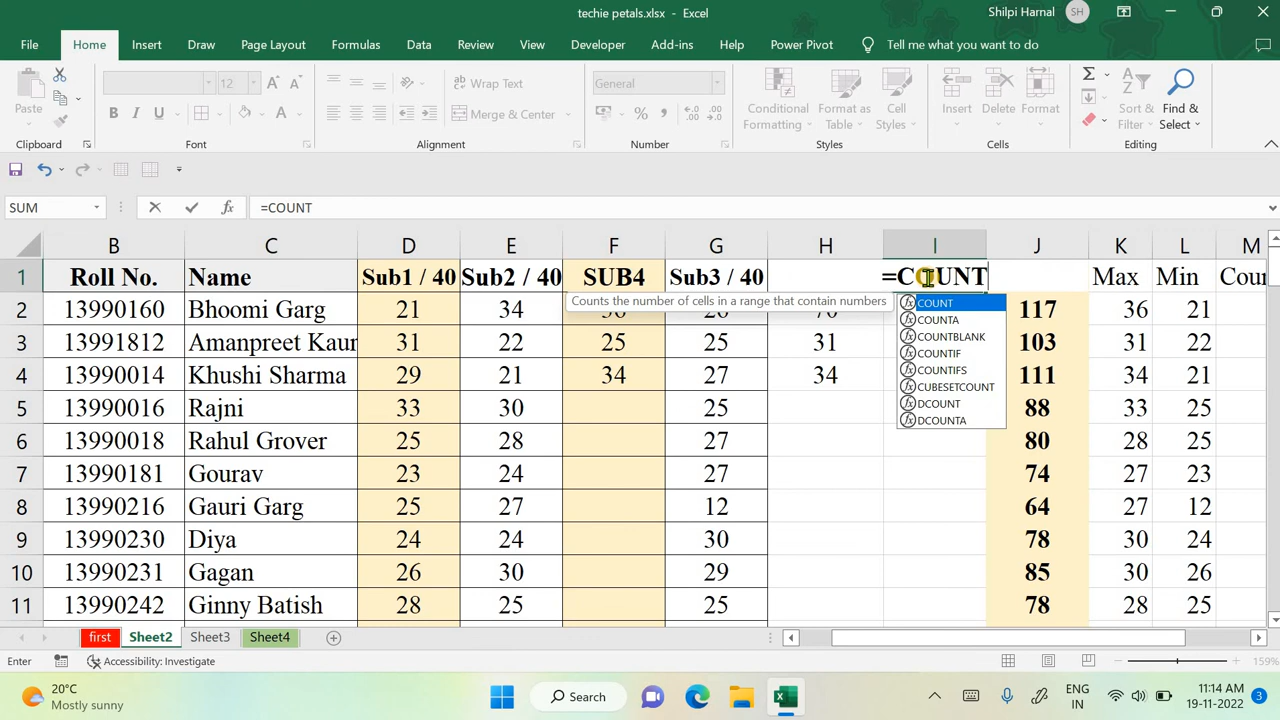 techie petals.xlsx - Excel
Shilpi Harnal SH
File Home Insert Draw Page Layout Formulas Data Review View Developer Add-ins Help Power Pivot Tell me what you want to do
12
General
Wrap Text
Merge & Center
Paste
Conditional Formatting
Format as Table
Cell Styles
Insert Delete Format
Sort & Filter
Find & Select
Clipboard Font Alignment Number Styles Cells Editing
SUM =COUNT
B C D E F G H I J K L M
1 Roll No. Name Sub1 / 40 Sub2 / 40 SUB4 Sub3 / 40 =COUNT Max Min Coun
Counts the number of cells in a range that contain numbers
COUNT
COUNTA
COUNTBLANK
COUNTIF
COUNTIFS
CUBESETCOUNT
DCOUNT
DCOUNTA
2 13990160 Bhoomi Garg 21 34 117 36 21
3 13991812 Amanpreet Kaur 31 22 25 25 31 103 31 22
4 13990014 Khushi Sharma 29 21 34 27 34 111 34 21
5 13990016 Rajni 33 30 25 88 33 25
6 13990018 Rahul Grover 25 28 27 80 28 25
7 13990181 Gourav 23 24 27 74 27 23
8 13990216 Gauri Garg 25 27 12 64 27 12
9 13990230 Diya 24 24 30 78 30 24
10 13990231 Gagan 26 30 29 85 30 26
11 13990242 Ginny Batish 28 25 25 78 28 25
first Sheet2 Sheet3 Sheet4
Enter Accessibility: Investigate 159%
20°C
Mostly sunny
Search
ENG
IN
11:14 AM
19-11-2022
3